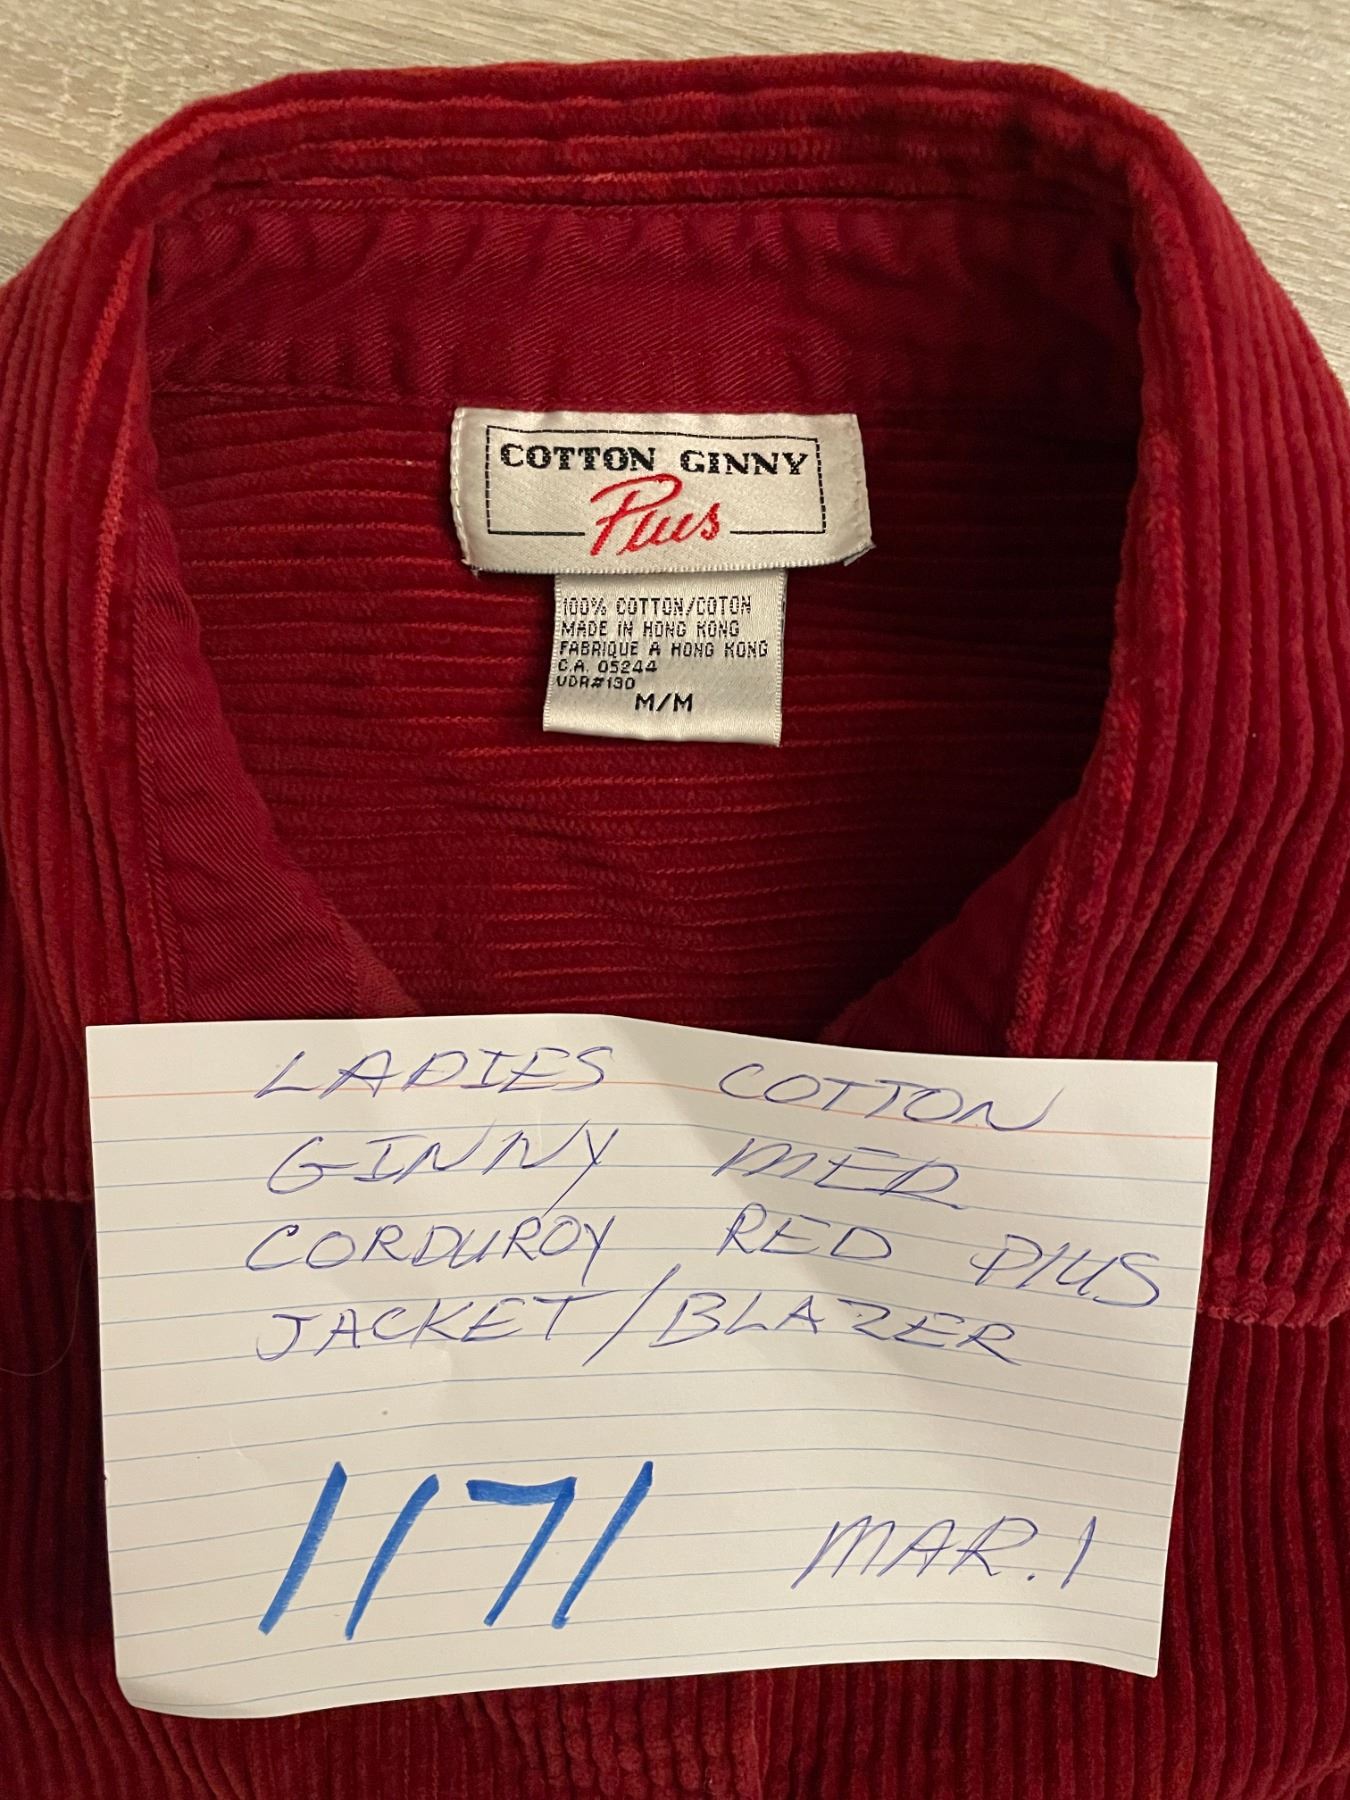 COTTON GINNY
Plus
100% COTTON/COTON
MADE IN HONG KONG
FABRIQUE A HONG KONG
C.A. 05244
VDR#130
M/M
LADIES COTTON
GINNY MED
CORDUROY RED PlUS
JACKET/BLAZER
1171 MAR.1